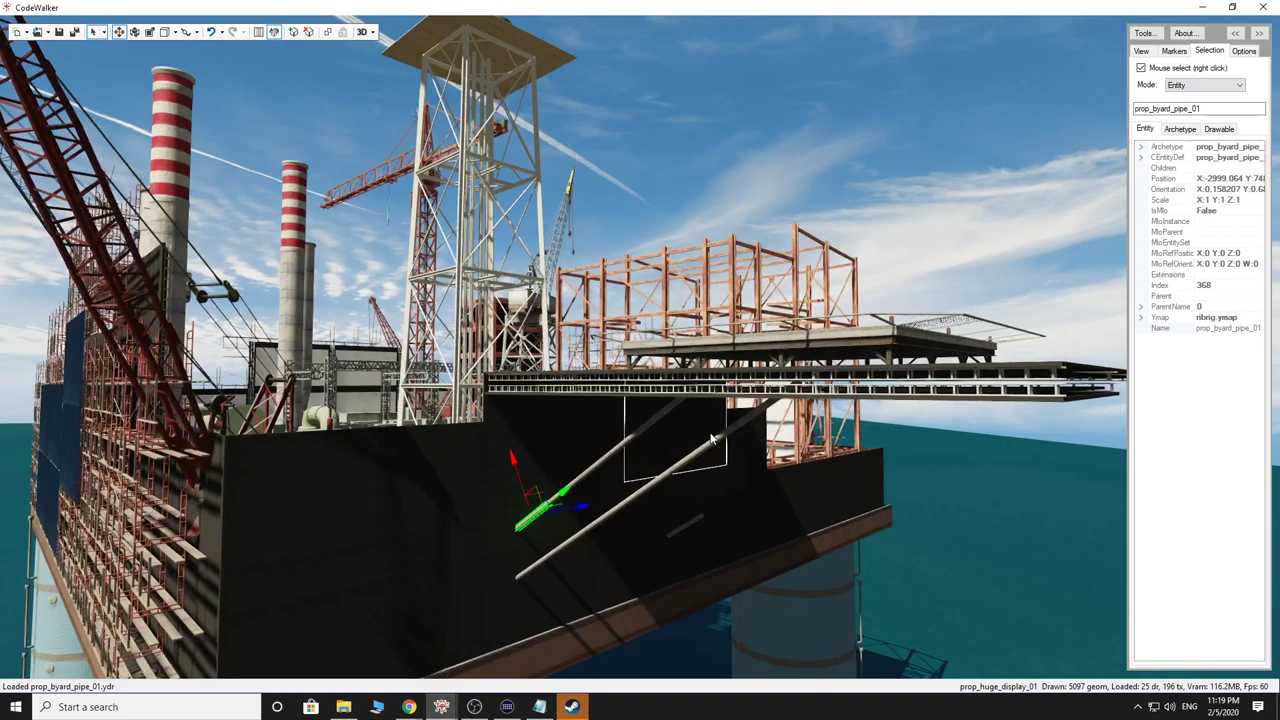 CodeWalker
3D
Tools...
About...
<<
>>
View
Markers
Selection
Options
Mouse select (right click)
Mode:
Entity
prop_byard_pipe_01
Entity
Archetype
Drawable
Archetype prop_byard_pipe_
CEntityDef prop_byard_pipe_
Children
Position X:-2999.064 Y:748
Orientation X:0.158207 Y:0.68
Scale X:1 Y:1 Z:1
IsMlo False
MloInstance
MloParent
MloEntitySet
MloRefPositic X:0 Y:0 Z:0
MloRefOrient X:0 Y:0 Z:0 W:0
Extensions
Index 368
Parent
ParentName 0
Ymap ribrig.ymap
Name prop_byard_pipe_01
Loaded prop_byard_pipe_01.ydr
prop_huge_display_01 Drawn: 5097 geom, Loaded: 25 dr, 196 tx, Vram: 116.2MB, Fps: 60
Start a search
ENG
11:19 PM
2/5/2020